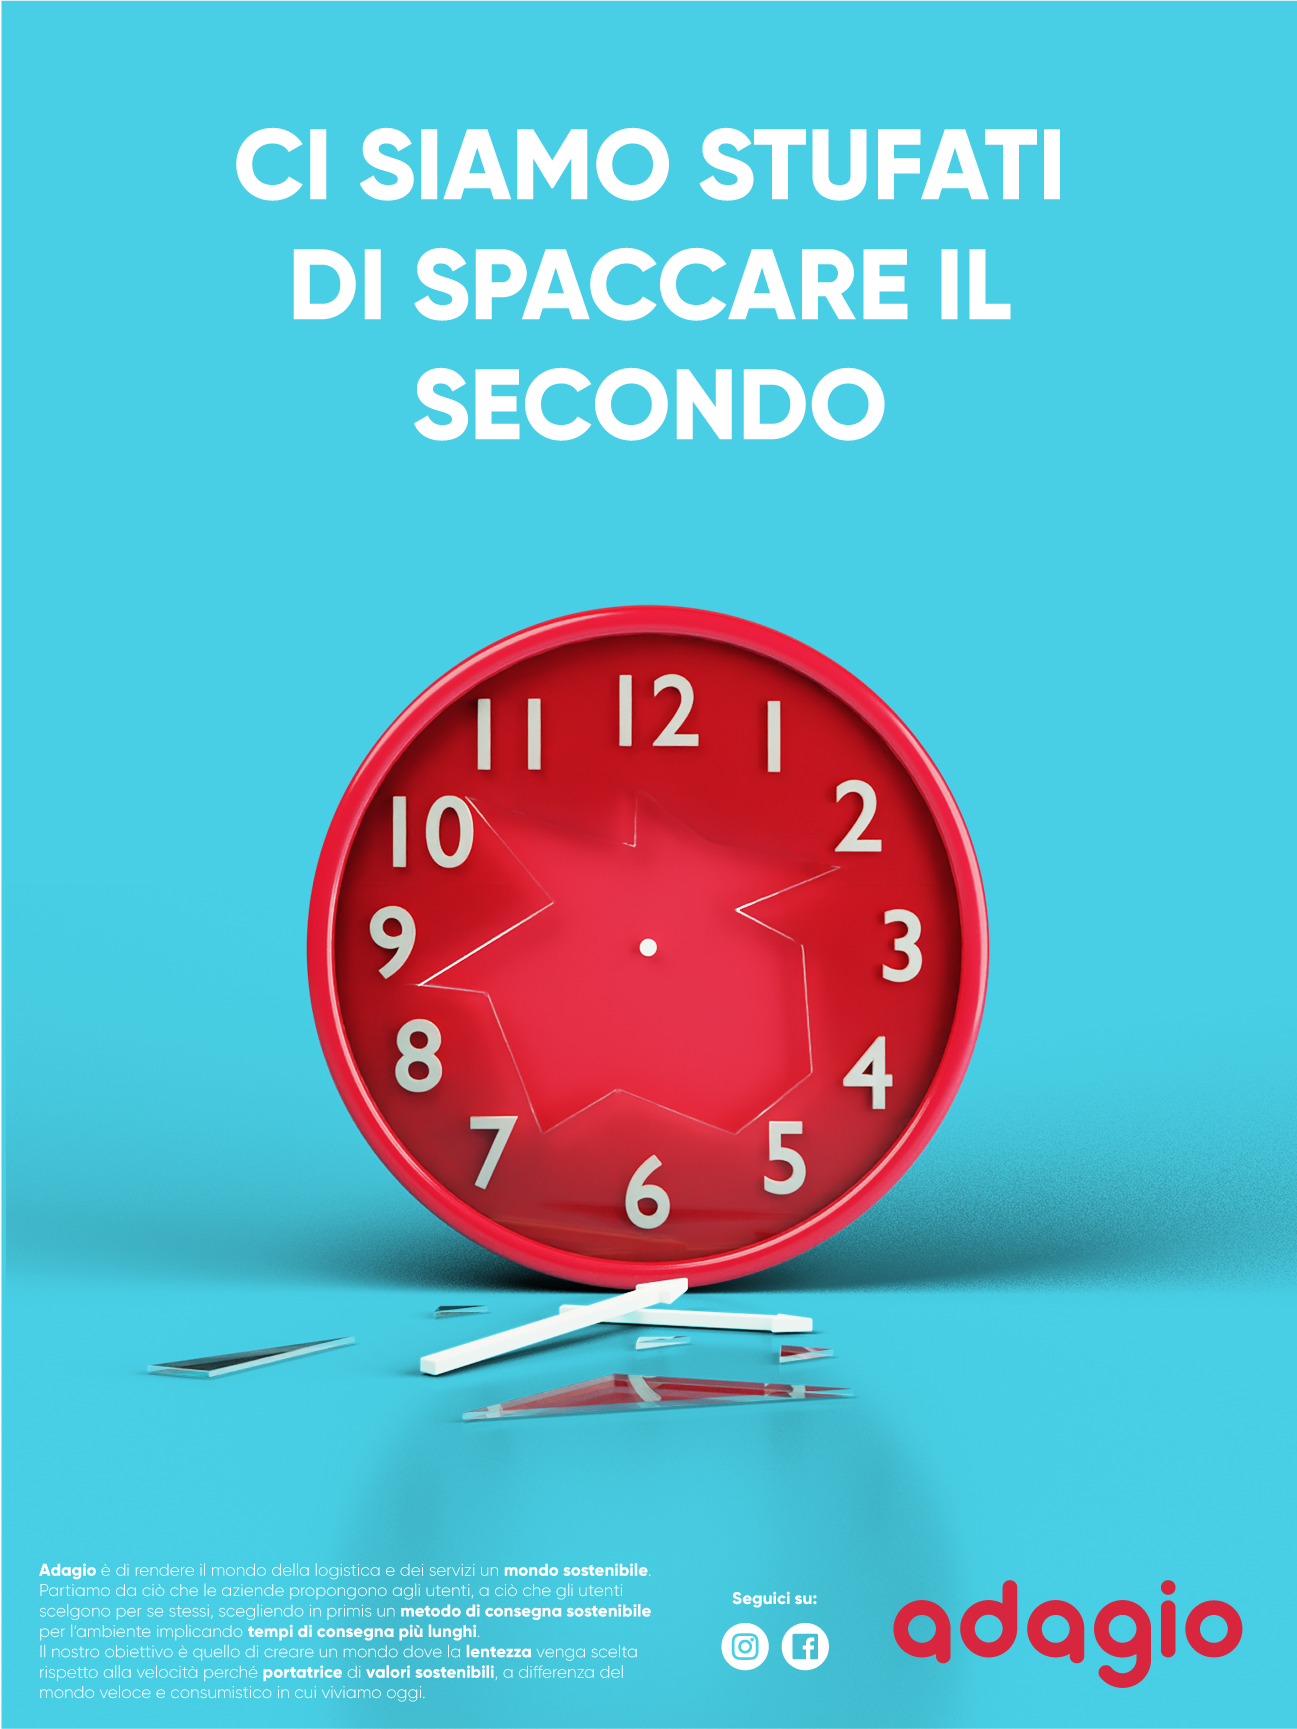 CI SIAMO STUFATI
DI SPACCARE IL
SECONDO
12
11
1
10
2
9
3
8
4
7
5
6
Adagio è di rendere il mondo della logistica e dei servizi un mondo sostenibile.
Partiamo da ciò che le aziende propongono agli utenti, a ciò che gli utenti
scelgono per se stessi, scegliendo in primis un metodo di consegna sostenibile
per l'ambiente implicando tempi di consegna più lunghi.
Il nostro obiettivo è quello di creare un mondo dove la lentezza venga scelta
rispetto alla velocità perché portatrice di valori sostenibili, a differenza del
mondo veloce e consumistico in cui viviamo oggi.
Seguici su:
adagio